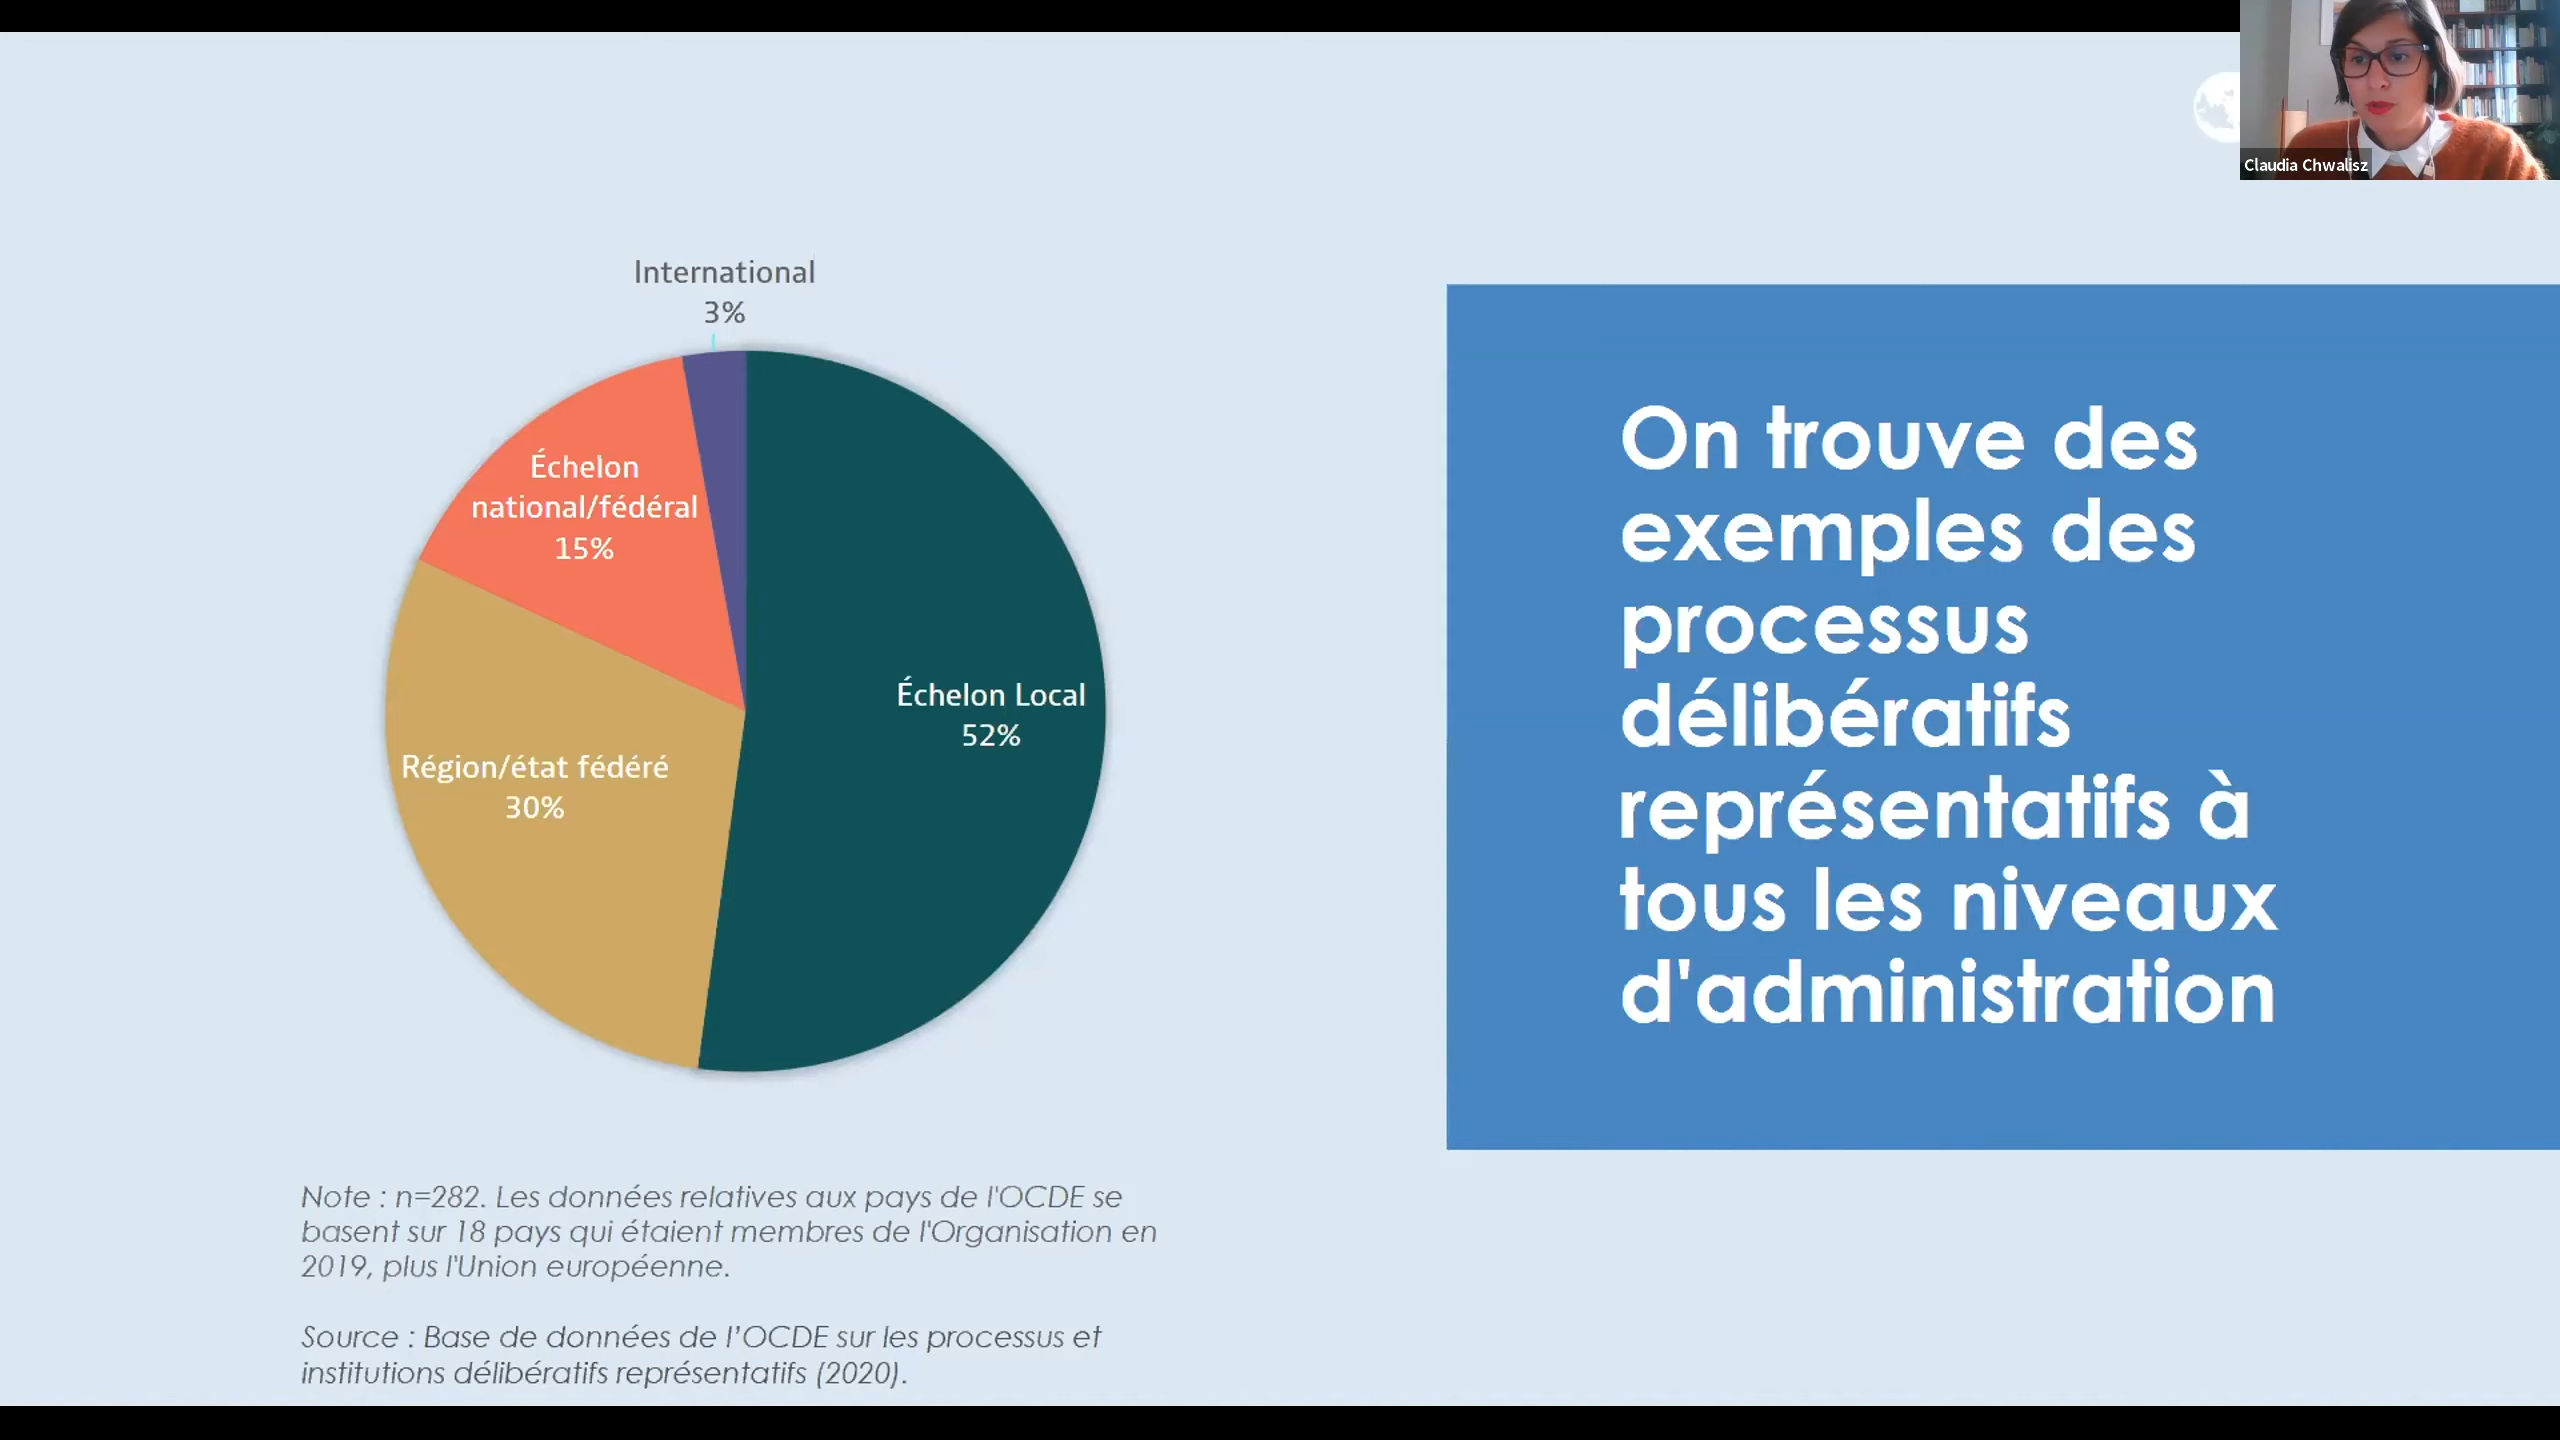 Claudia Chwalisz
International
3%
Échelon
national/fédéral
15%
Échelon Local
52%
Région/état fédéré
30%
On trouve des
exemples des
processus
délibératifs
représentatifs à
tous les niveaux
d'administration
Note : n=282. Les données relatives aux pays de l'OCDE se
basent sur 18 pays qui étaient membres de l'Organisation en
2019, plus l'Union européenne.
Source : Base de données de l’OCDE sur les processus et
institutions délibératifs représentatifs (2020).